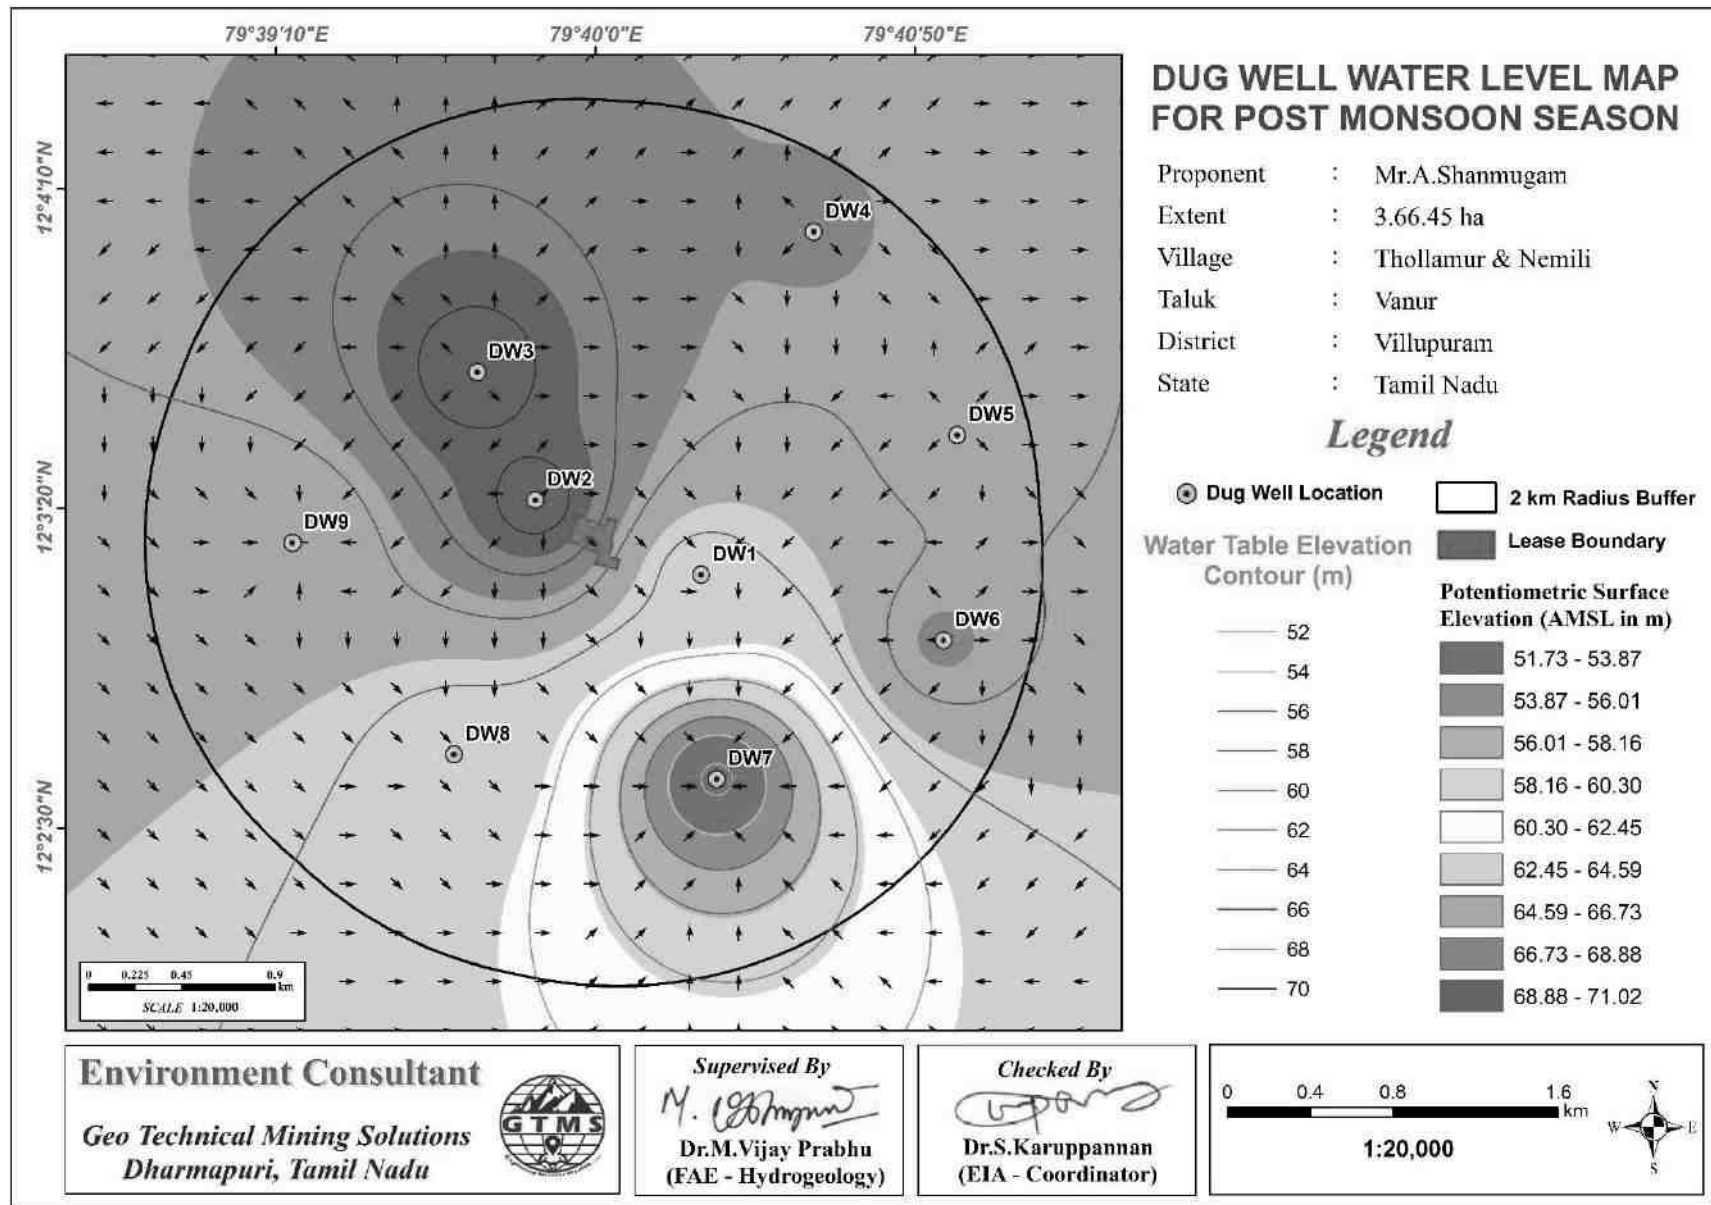 79°39'10"E 79°40'0"E 79°40'50"E
12°4'10"N
12°3'20"N
12°2'30"N
DW4
DW3
DW5
DW2
DW9
DW1
DW6
DW8
DW7
0 0.225 0.45 0.9
km
SCALE 1:20,000
DUG WELL WATER LEVEL MAP
FOR POST MONSOON SEASON
Proponent : Mr.A.Shanmugam
Extent : 3.66.45 ha
Village : Thollamur & Nemili
Taluk : Vanur
District : Villupuram
State : Tamil Nadu
Legend
Dug Well Location
2 km Radius Buffer
Lease Boundary
Water Table Elevation
Contour (m)
52
54
56
58
60
62
64
66
68
70
Potentiometric Surface
Elevation (AMSL in m)
51.73 - 53.87
53.87 - 56.01
56.01 - 58.16
58.16 - 60.30
60.30 - 62.45
62.45 - 64.59
64.59 - 66.73
66.73 - 68.88
68.88 - 71.02
Environment Consultant
Geo Technical Mining Solutions
Dharmapuri, Tamil Nadu
GTMS
Supervised By
Dr.M.Vijay Prabhu
(FAE - Hydrogeology)
Checked By
Dr.S.Karuppannan
(EIA - Coordinator)
0 0.4 0.8 1.6
km
1:20,000
N
W E
S